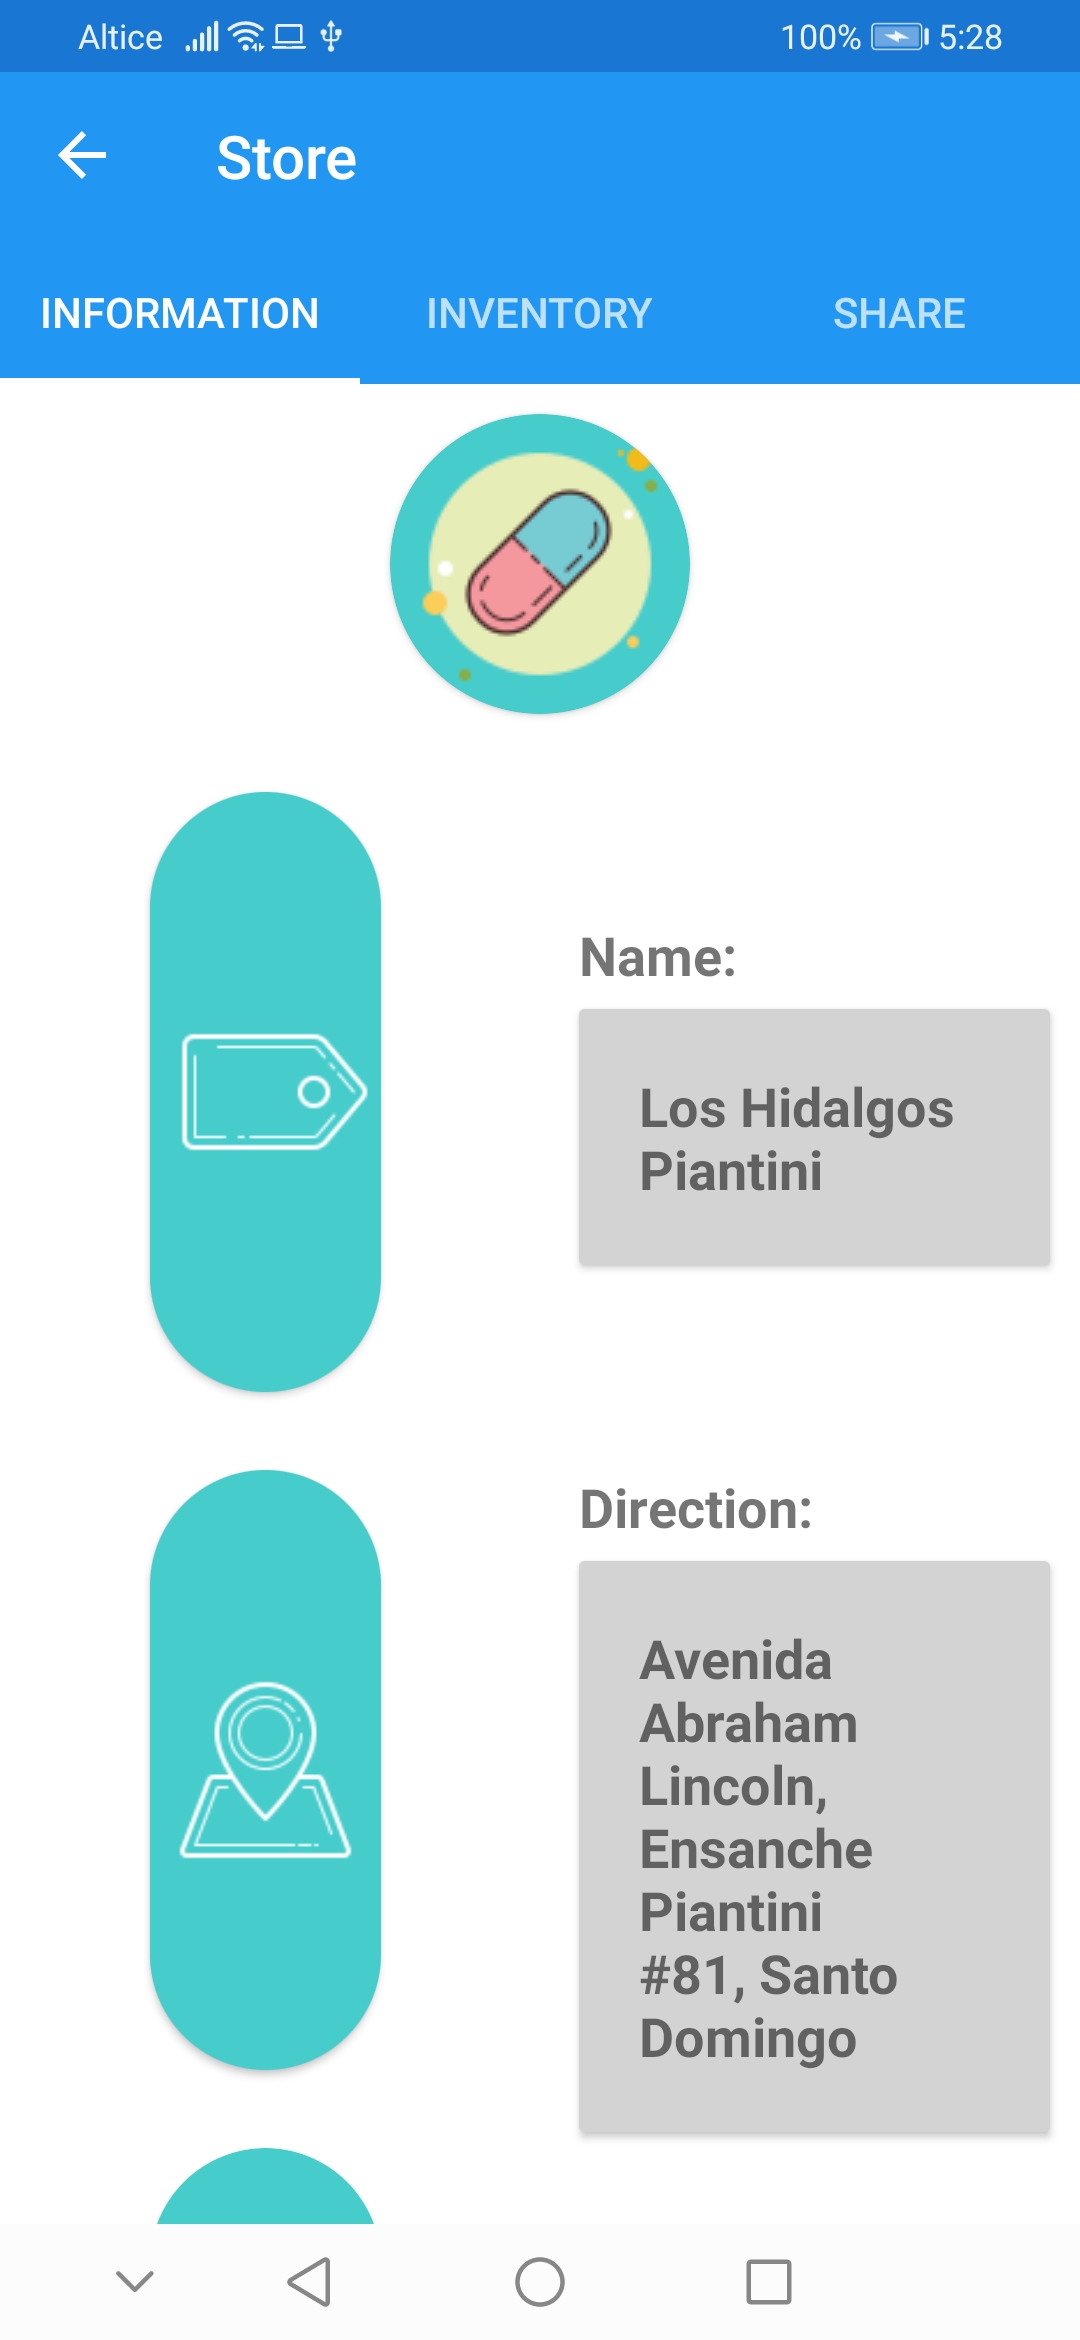 Altice 100% 5:28
Store
INFORMATION INVENTORY SHARE
Name:
Los Hidalgos
Piantini
Direction:
Avenida
Abraham
Lincoln,
Ensanche
Piantini
#81, Santo
Domingo